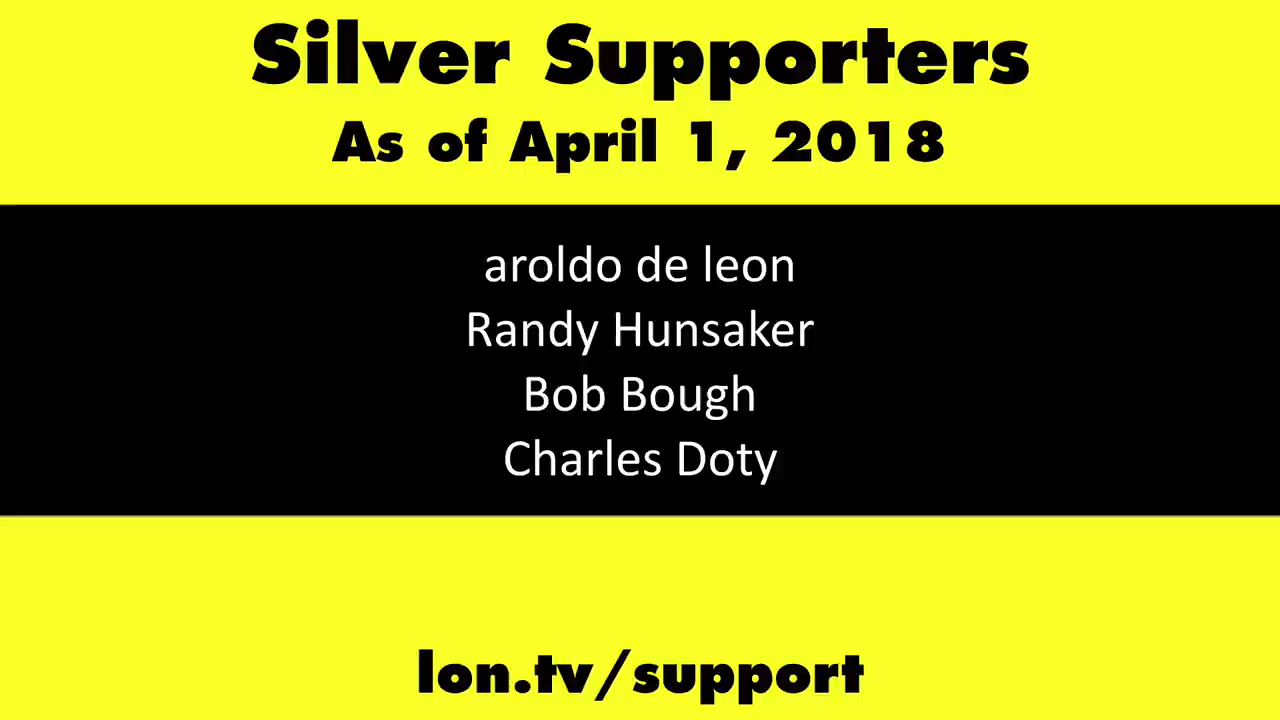 Silver Supporters
As of April 1, 2018
aroldo de leon
Randy Hunsaker
Bob Bough
Charles Doty
lon.tv/support